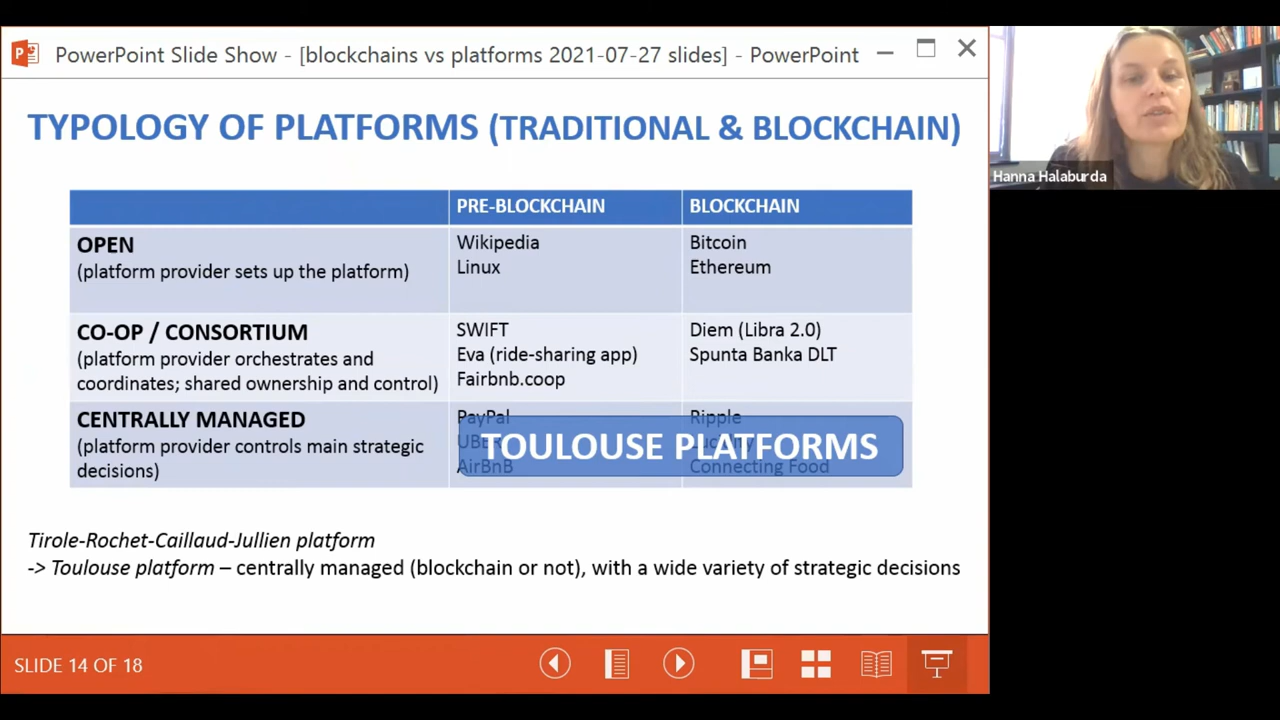 PowerPoint Slide Show - [blockchains vs platforms 2021-07-27 slides] - PowerPoint
Hanna Halaburda
TYPOLOGY OF PLATFORMS (TRADITIONAL & BLOCKCHAIN)
PRE-BLOCKCHAIN
BLOCKCHAIN
OPEN
(platform provider sets up the platform)
Wikipedia
Linux
Bitcoin
Ethereum
CO-OP / CONSORTIUM
(platform provider orchestrates and
coordinates; shared ownership and control)
SWIFT
Eva (ride-sharing app)
Fairbnb.coop
Diem (Libra 2.0)
Spunta Banka DLT
CENTRALLY MANAGED
(platform provider controls main strategic
decisions)
PayPal
UBER
AirBnB
Ripple
Connecting Food
TOULOUSE PLATFORMS
Tirole-Rochet-Caillaud-Jullien platform
-> Toulouse platform – centrally managed (blockchain or not), with a wide variety of strategic decisions
SLIDE 14 OF 18